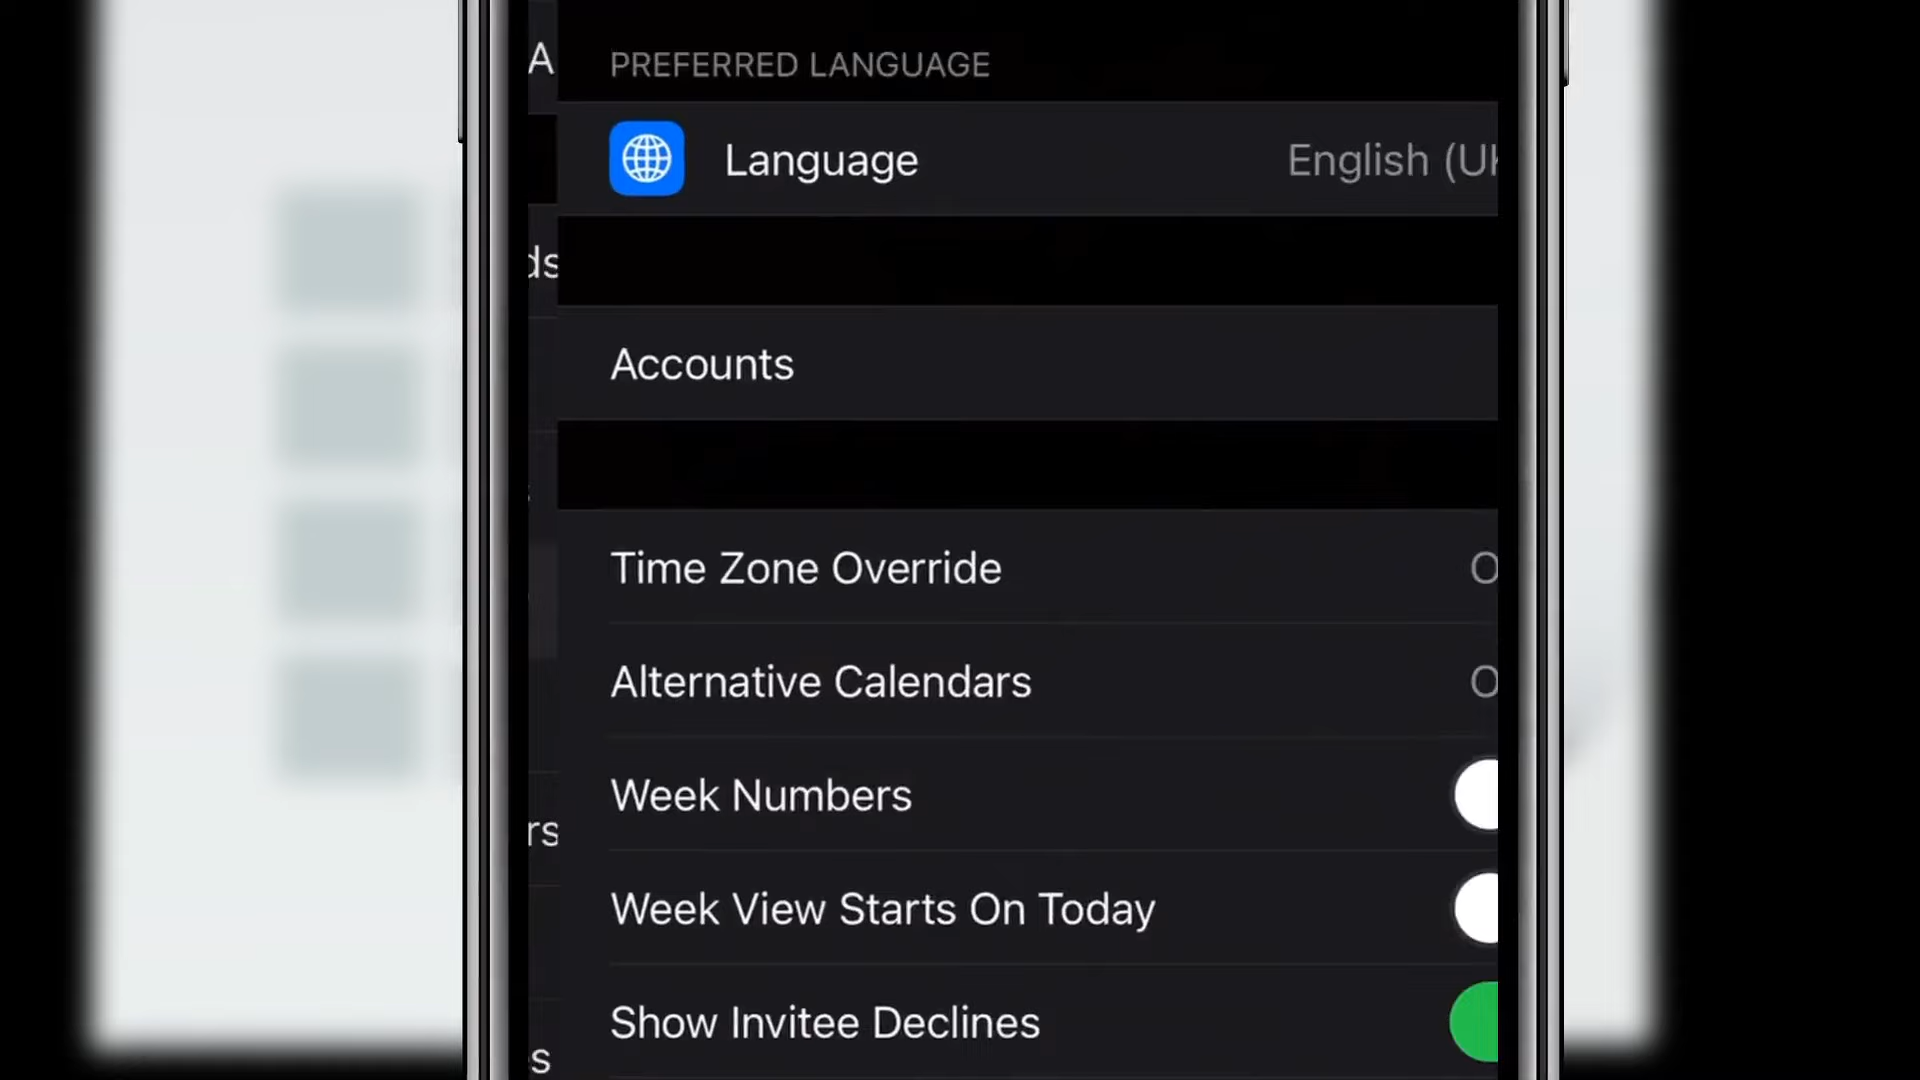 A
PREFERRED LANGUAGE
Language English (UK
ds
Accounts
Time Zone Override O
Alternative Calendars O
Week Numbers
rs
Week View Starts On Today
Show Invitee Declines
s